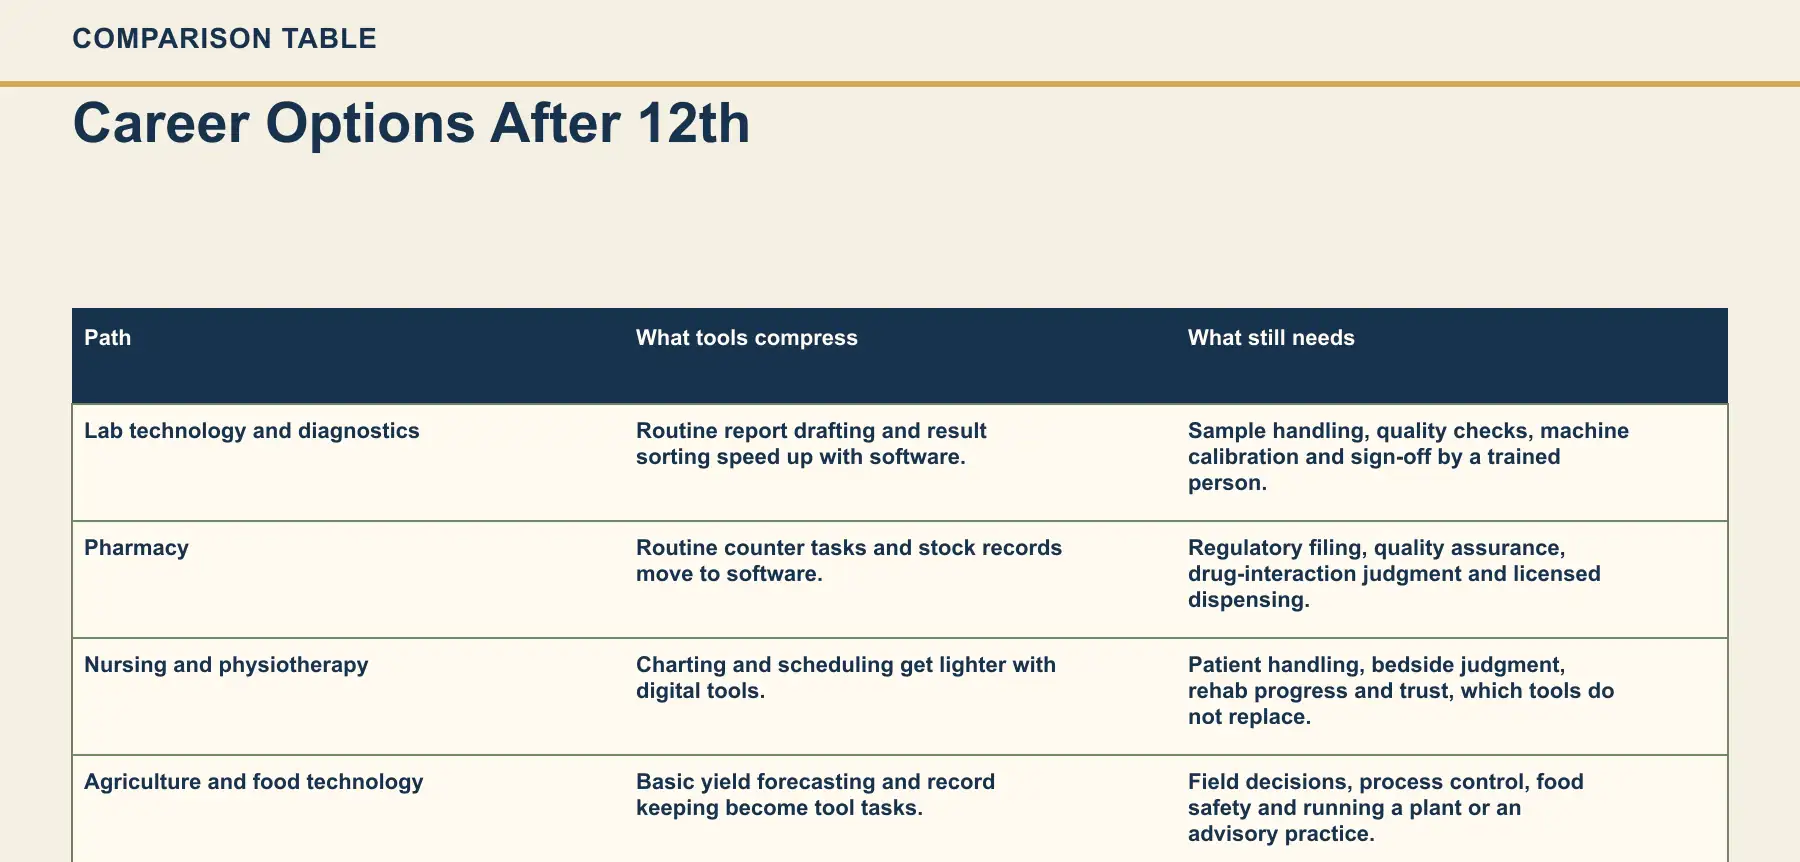 COMPARISON TABLE
Career Options After 12th
Path
What tools compress
What still needs
Lab technology and diagnostics
Routine report drafting and result
sorting speed up with software.
Sample handling, quality checks, machine
calibration and sign-off by a trained
person.
Pharmacy
Routine counter tasks and stock records
move to software.
Regulatory filing, quality assurance,
drug-interaction judgment and licensed
dispensing.
Nursing and physiotherapy
Charting and scheduling get lighter with
digital tools.
Patient handling, bedside judgment,
rehab progress and trust, which tools do
not replace.
Agriculture and food technology
Basic yield forecasting and record
keeping become tool tasks.
Field decisions, process control, food
safety and running a plant or an
advisory practice.